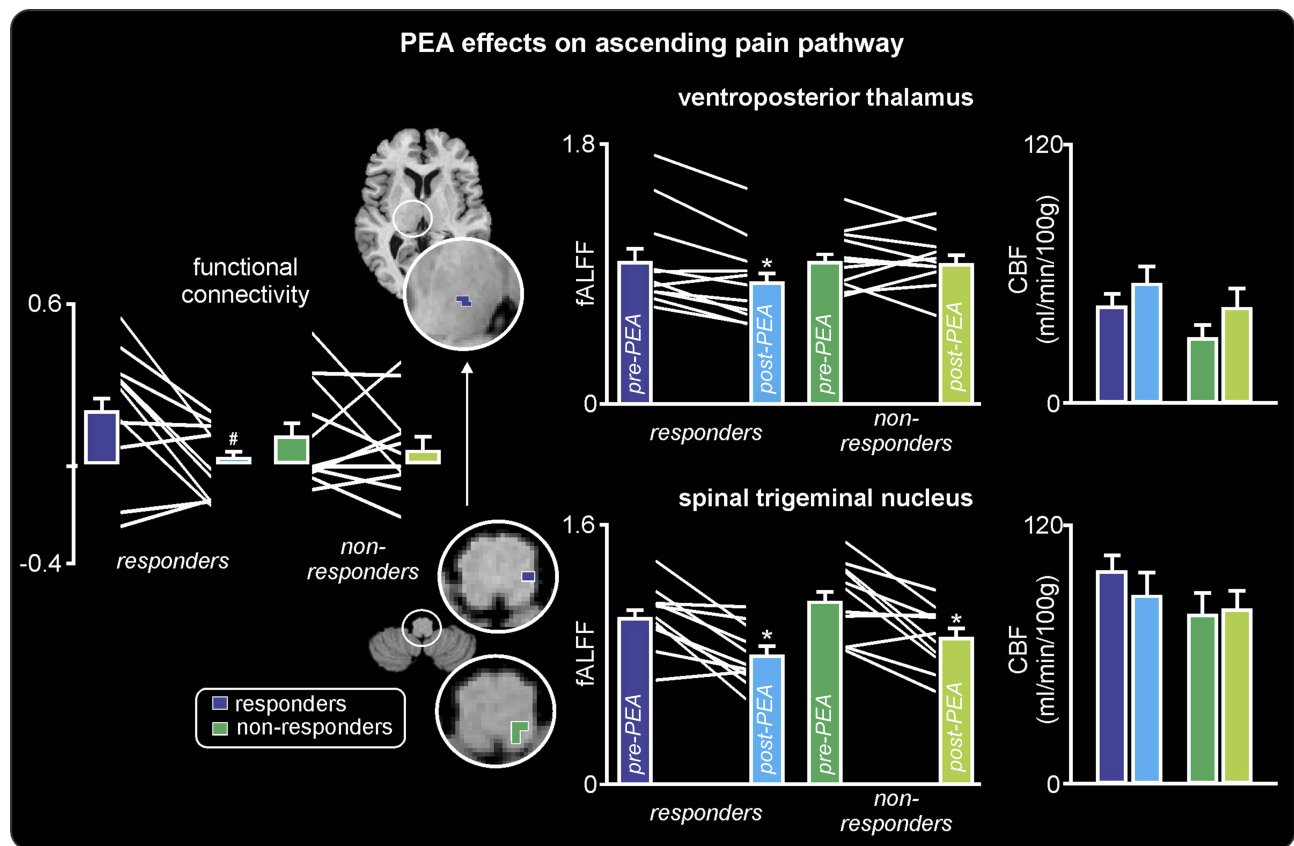 PEA effects on ascending pain pathway
ventroposterior thalamus
functional
connectivity
0.6
-0.4
#
responders
non-
responders
1.8
0
fALFF
pre-PEA
*
post-PEA
pre-PEA
post-PEA
responders
non-
responders
120
0
CBF
(ml/min/100g)
spinal trigeminal nucleus
1.6
0
fALFF
pre-PEA
*
post-PEA
pre-PEA
*
post-PEA
responders
non-
responders
120
0
CBF
(ml/min/100g)
responders
non-responders